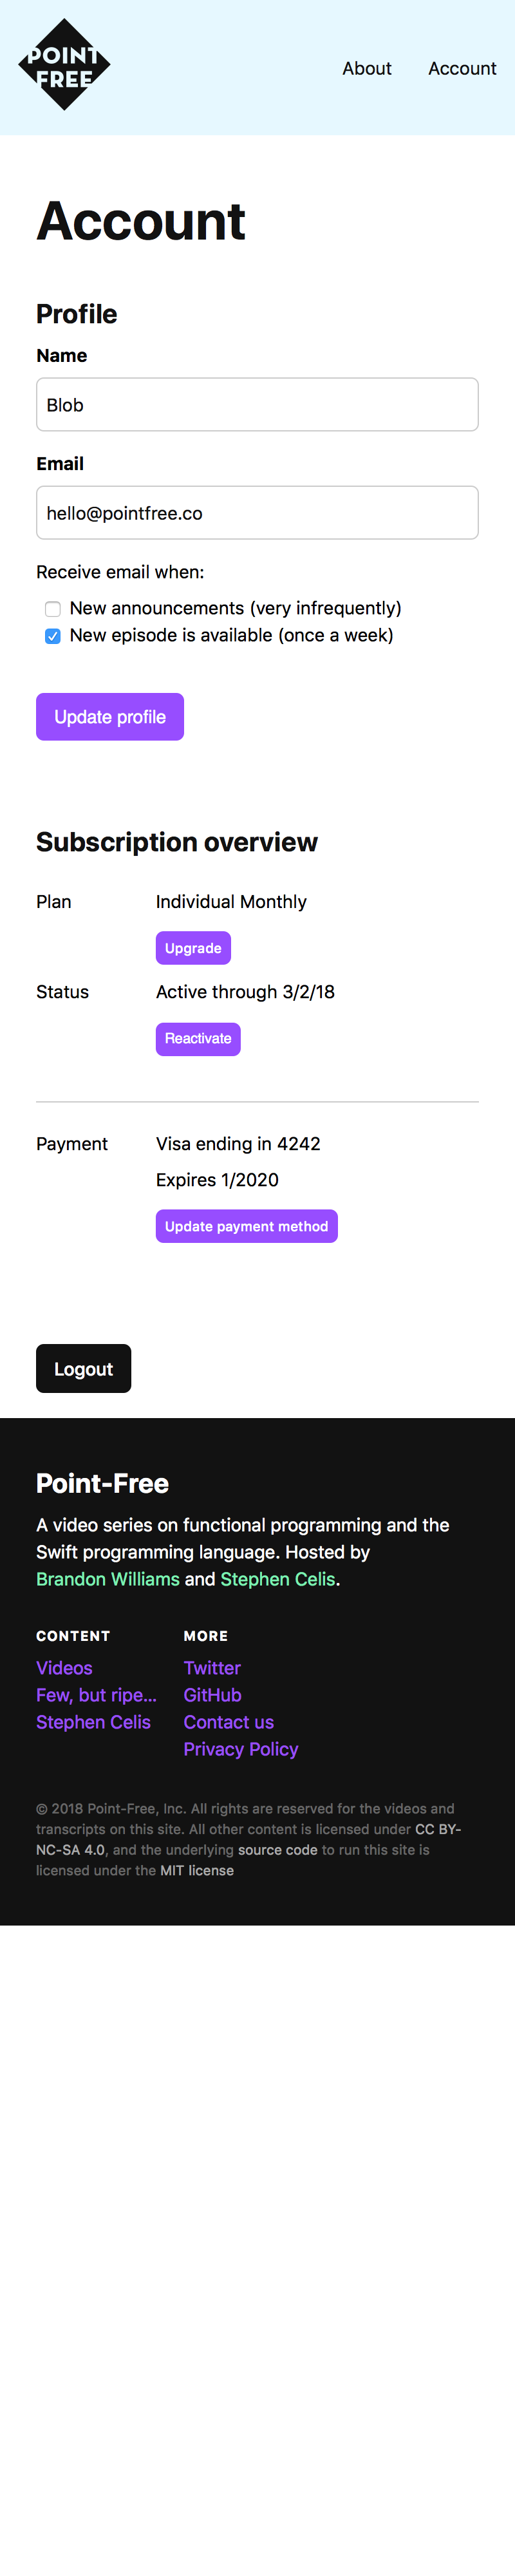 POINT
FREE
About
Account
Account
Profile
Name
Blob
Email
hello@pointfree.co
Receive email when:
New announcements (very infrequently)
New episode is available (once a week)
Update profile
Subscription overview
Plan
Individual Monthly
Upgrade
Status
Active through 3/2/18
Reactivate
Payment
Visa ending in 4242
Expires 1/2020
Update payment method
Logout
Point-Free
A video series on functional programming and the
Swift programming language. Hosted by
Brandon Williams and Stephen Celis.
CONTENT
Videos
Few, but ripe...
Stephen Celis
MORE
Twitter
GitHub
Contact us
Privacy Policy
© 2018 Point-Free, Inc. All rights are reserved for the videos and
transcripts on this site. All other content is licensed under CC BY-
NC-SA 4.0, and the underlying source code to run this site is
licensed under the MIT license